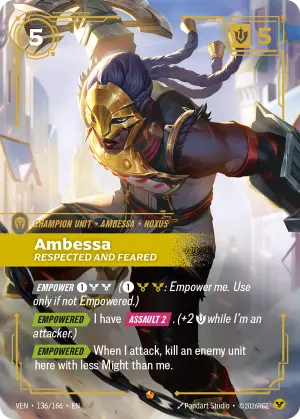 5
5
CHAMPION UNIT • AMBESSA • NOXUS
Ambessa
RESPECTED AND FEARED
EMPOWER 1 (1 : Empower me. Use
only if not Empowered.)
EMPOWERED I have ASSAULT 2 . (+2 while I'm an
attacker.)
EMPOWERED When I attack, kill an enemy unit
here with less Might than me.
VEN • 136/166 • EN
Pandart Studio • ©2026RGI